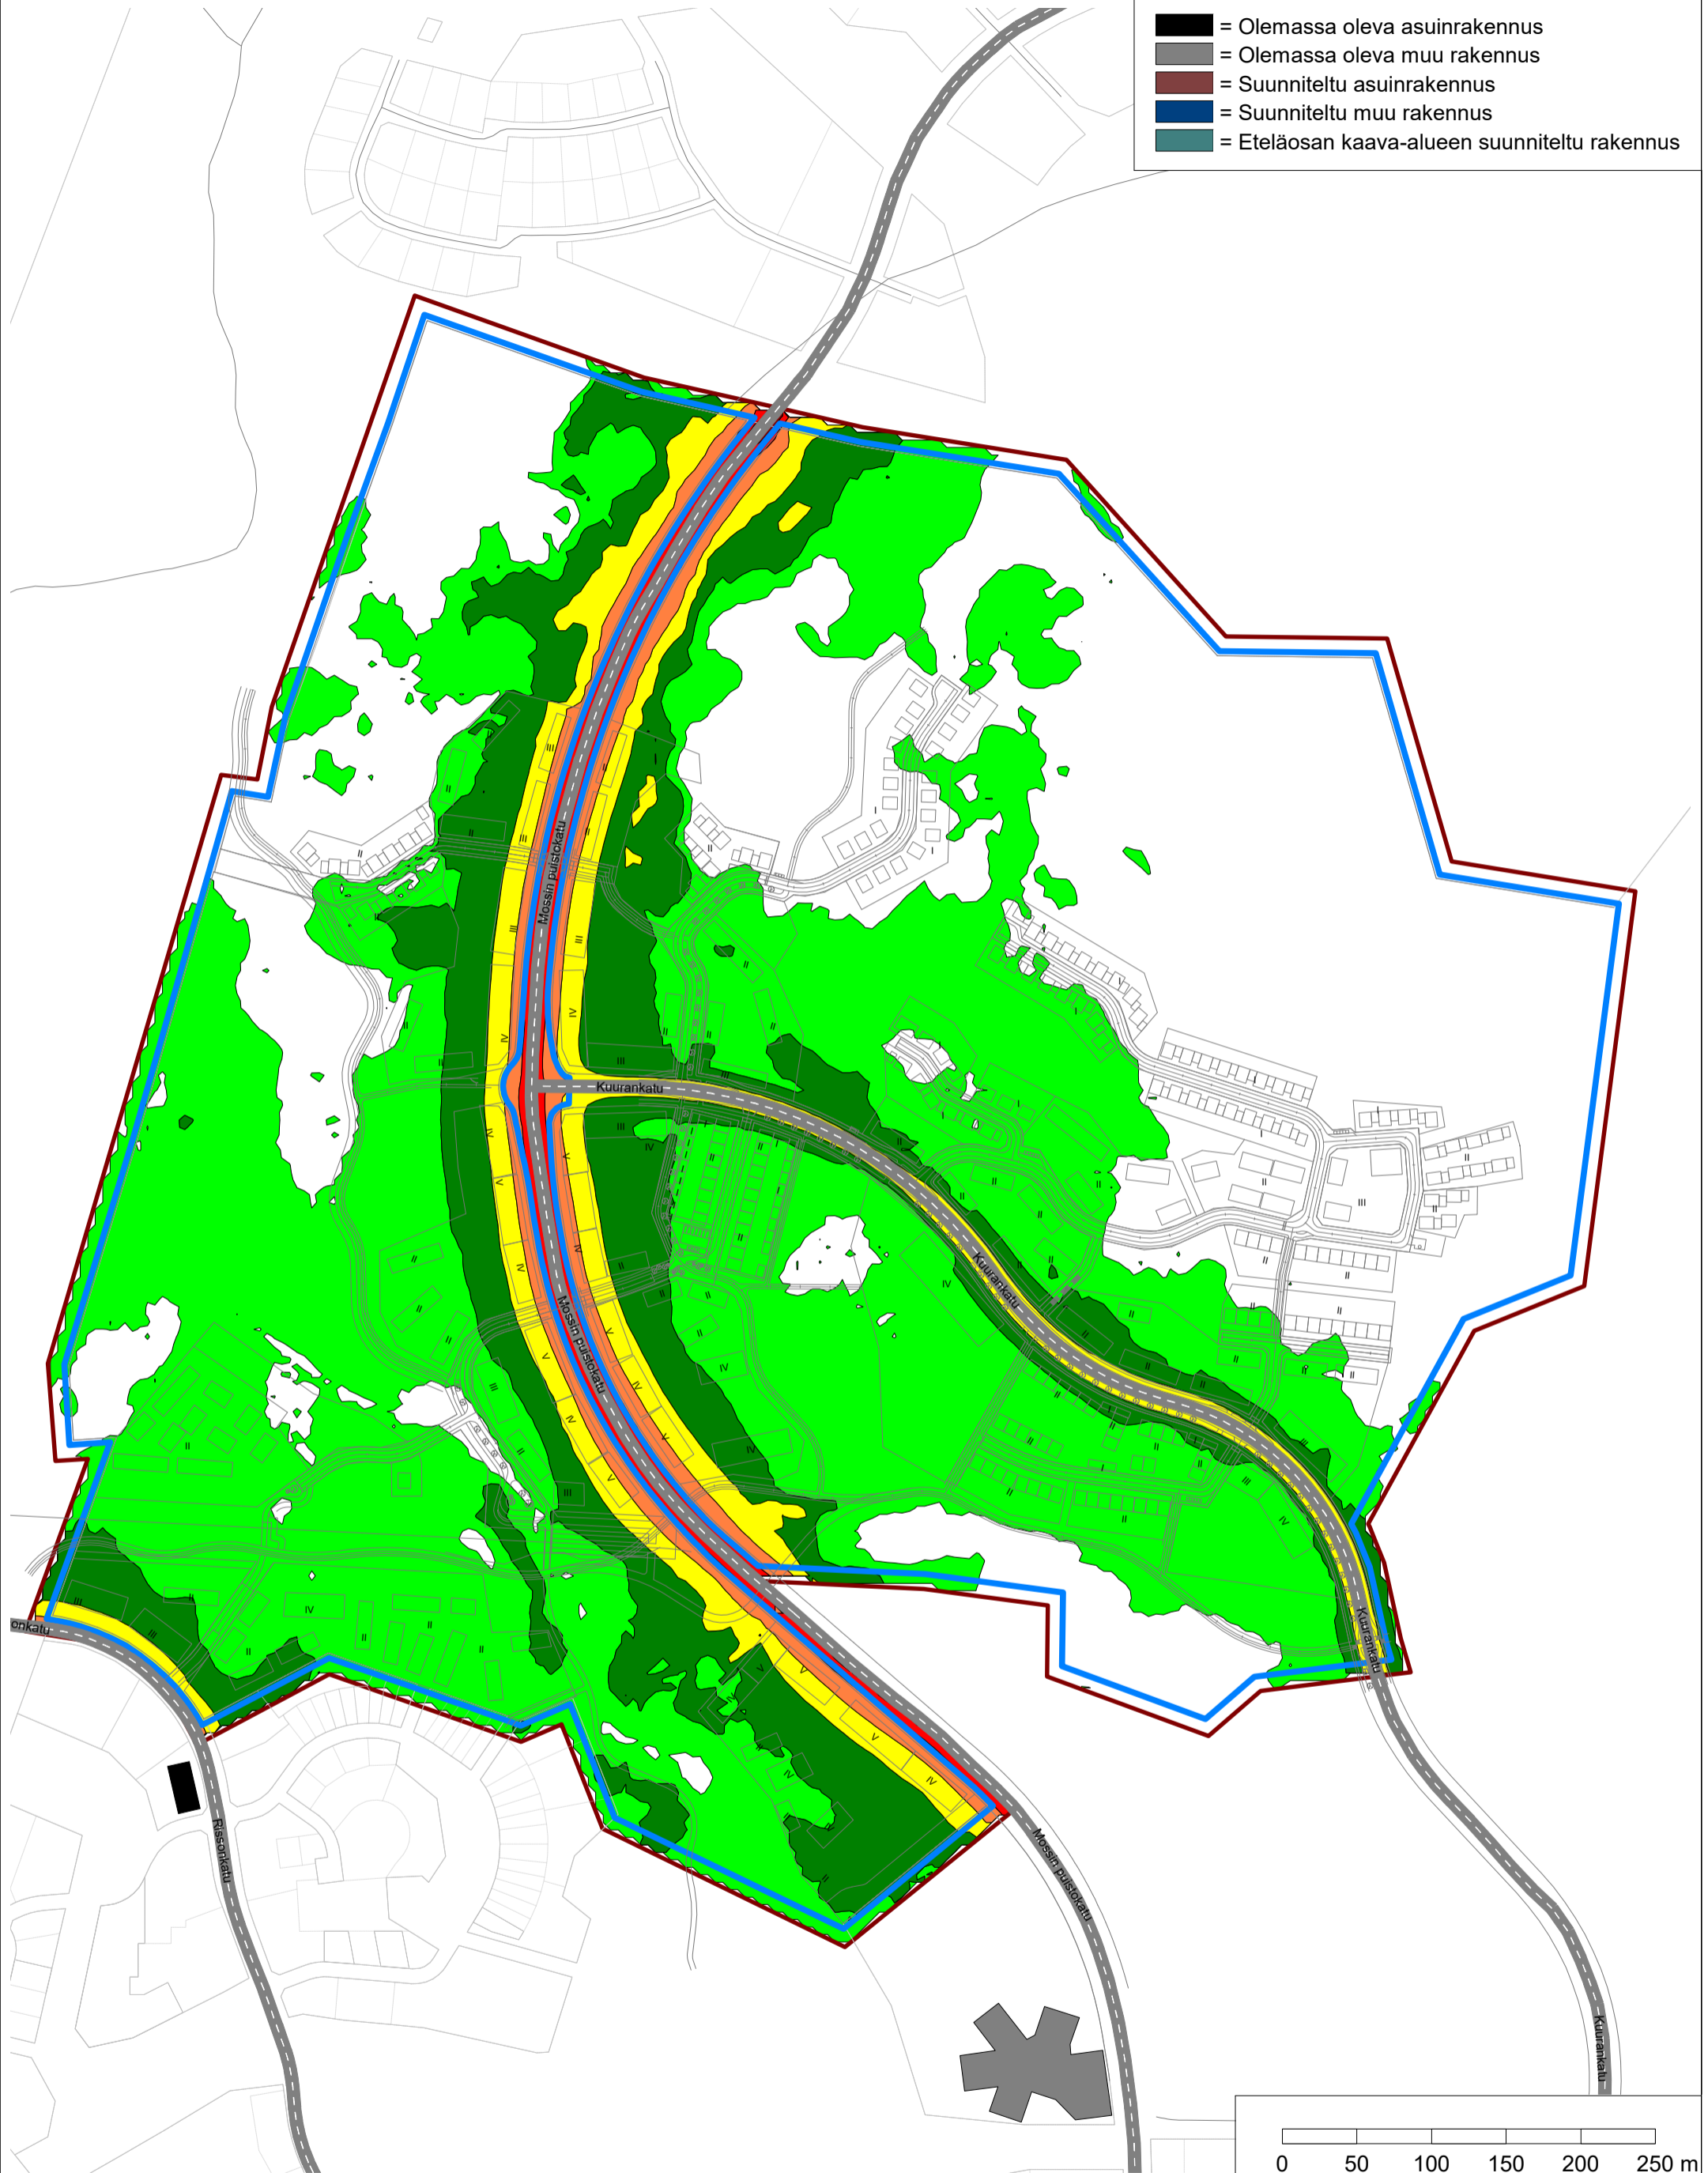 = Olemassa oleva asuinrakennus
= Olemassa oleva muu rakennus
= Suunniteltu asuinrakennus
= Suunniteltu muu rakennus
= Eteläosan kaava-alueen suunniteltu rakennus
Mossin puistokatu
Kuurankatu
Kuurankatu
Mossin puistokatu
Kuurankatu
onkatu
Rissonkatu
Mossin puistokatu
Kuurankatu
0 50 100 150 200 250 m